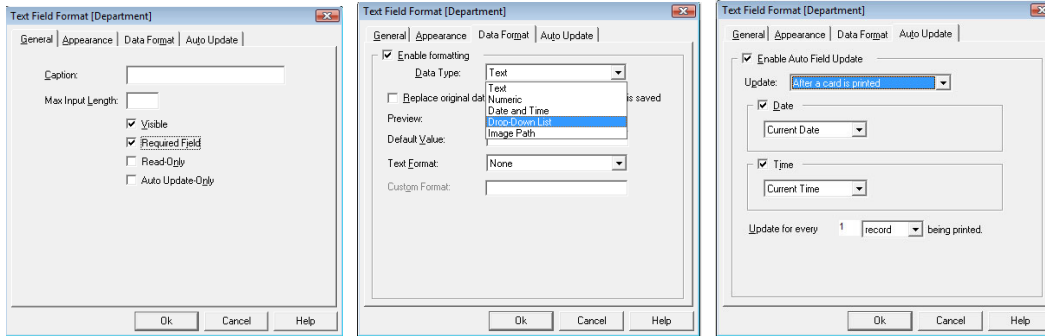 Text Field Format [Department]
General Appearance Data Format Auto Update
Caption:
Max Input Length:
Visible
Required Field
Read-Only
Auto Update-Only
Ok Cancel Help
Text Field Format [Department]
General Appearance Data Format Auto Update
Enable formatting
Data Type: Text
Text
Replace original dat is saved
Numeric
Date and Time
Preview:
Drop-Down List
Image Path
Default Value:
Text Format: None
Custom Format:
Ok Cancel Help
Text Field Format [Department]
General Appearance Data Format Auto Update
Enable Auto Field Update
Update: After a card is printed
Date
Current Date
Time
Current Time
Update for every 1 record being printed.
Ok Cancel Help